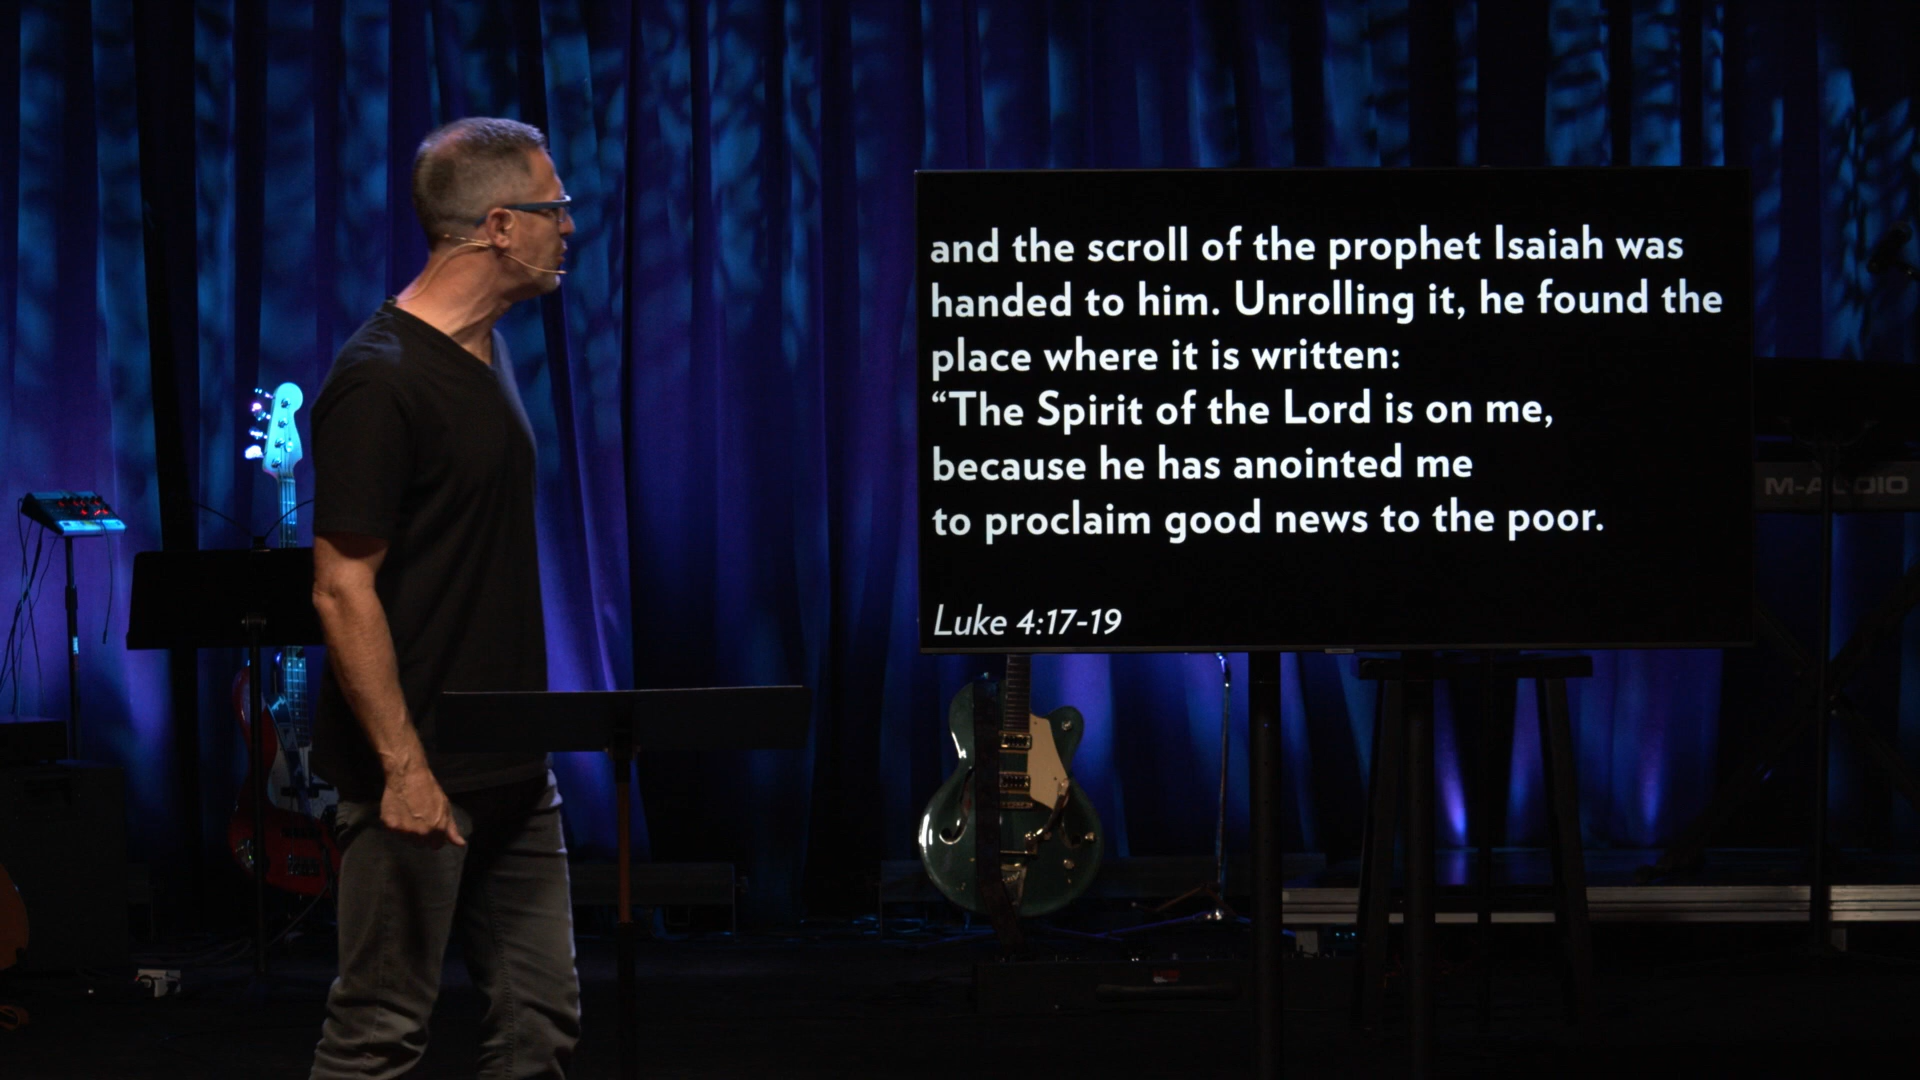 and the scroll of the prophet Isaiah was
handed to him. Unrolling it, he found the
place where it is written:
“The Spirit of the Lord is on me,
because he has anointed me
to proclaim good news to the poor.
Luke 4:17-19
M-AUDIO